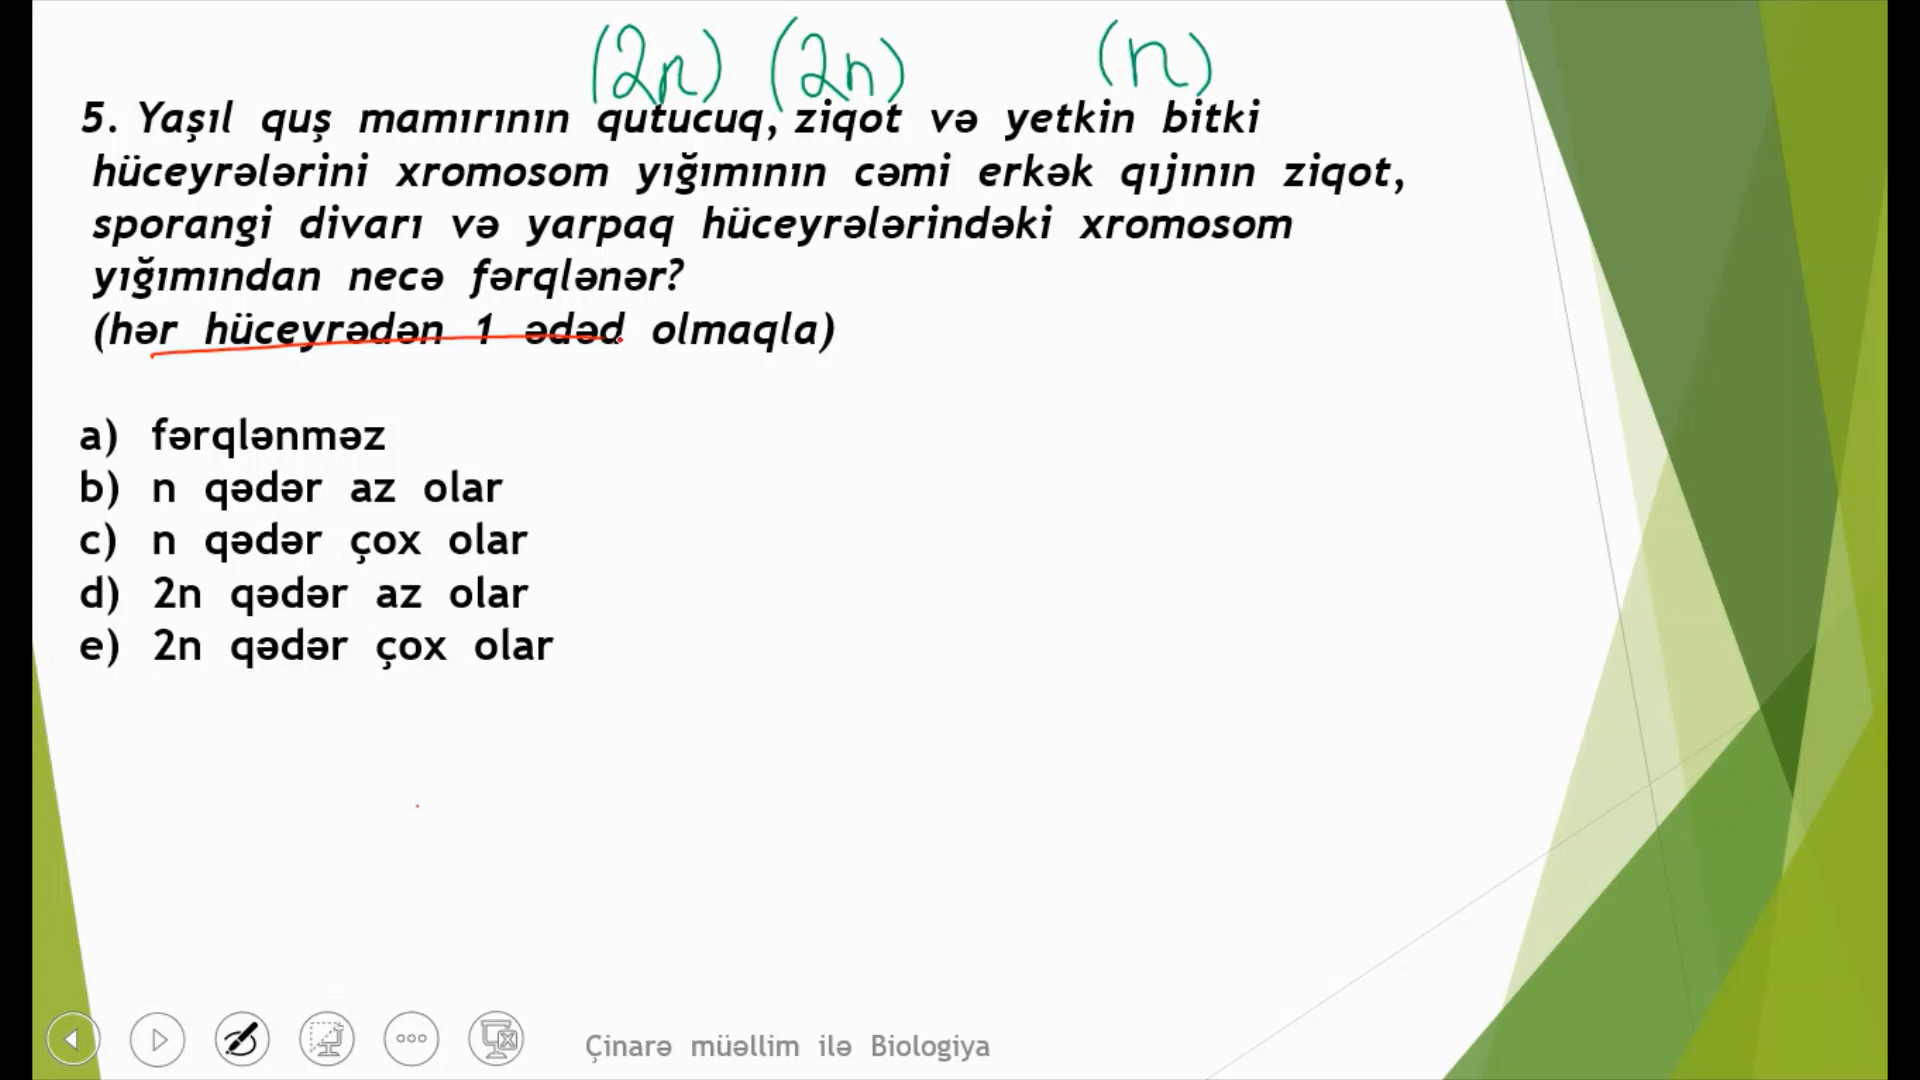 (2n) (2n) (n)
5. Yaşıl quş mamırının qutucuq, ziqot və yetkin bitki
hüceyrələrini xromosom yığımının cəmi erkək qıjının ziqot,
sporangi divarı və yarpaq hüceyrələrindəki xromosom
yığımından necə fərqlənər?
(hər hüceyrədən 1 ədəd olmaqla)
a) fərqlənməz
b) n qədər az olar
c) n qədər çox olar
d) 2n qədər az olar
e) 2n qədər çox olar
Çinarə müəllim ilə Biologiya